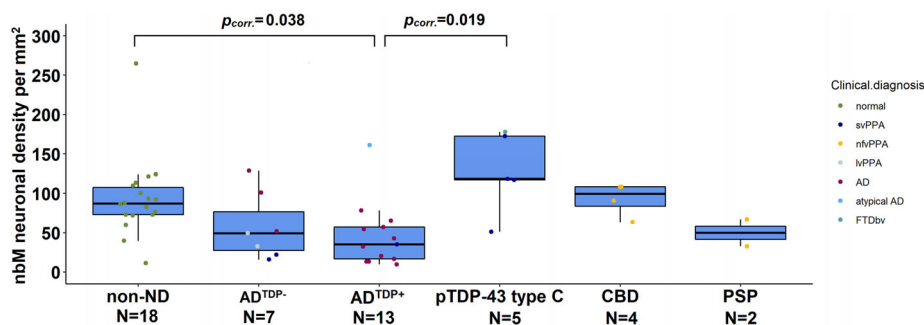 p_corr. = 0.038
p_corr. = 0.019
nbM neuronal density per mm²
300
250
200
150
100
50
0
non-ND
N=18
AD^TDP-
N=7
AD^TDP+
N=13
pTDP-43 type C
N=5
CBD
N=4
PSP
N=2
Clinical.diagnosis
normal
svPPA
nfvPPA
lvPPA
AD
atypical AD
FTDbv